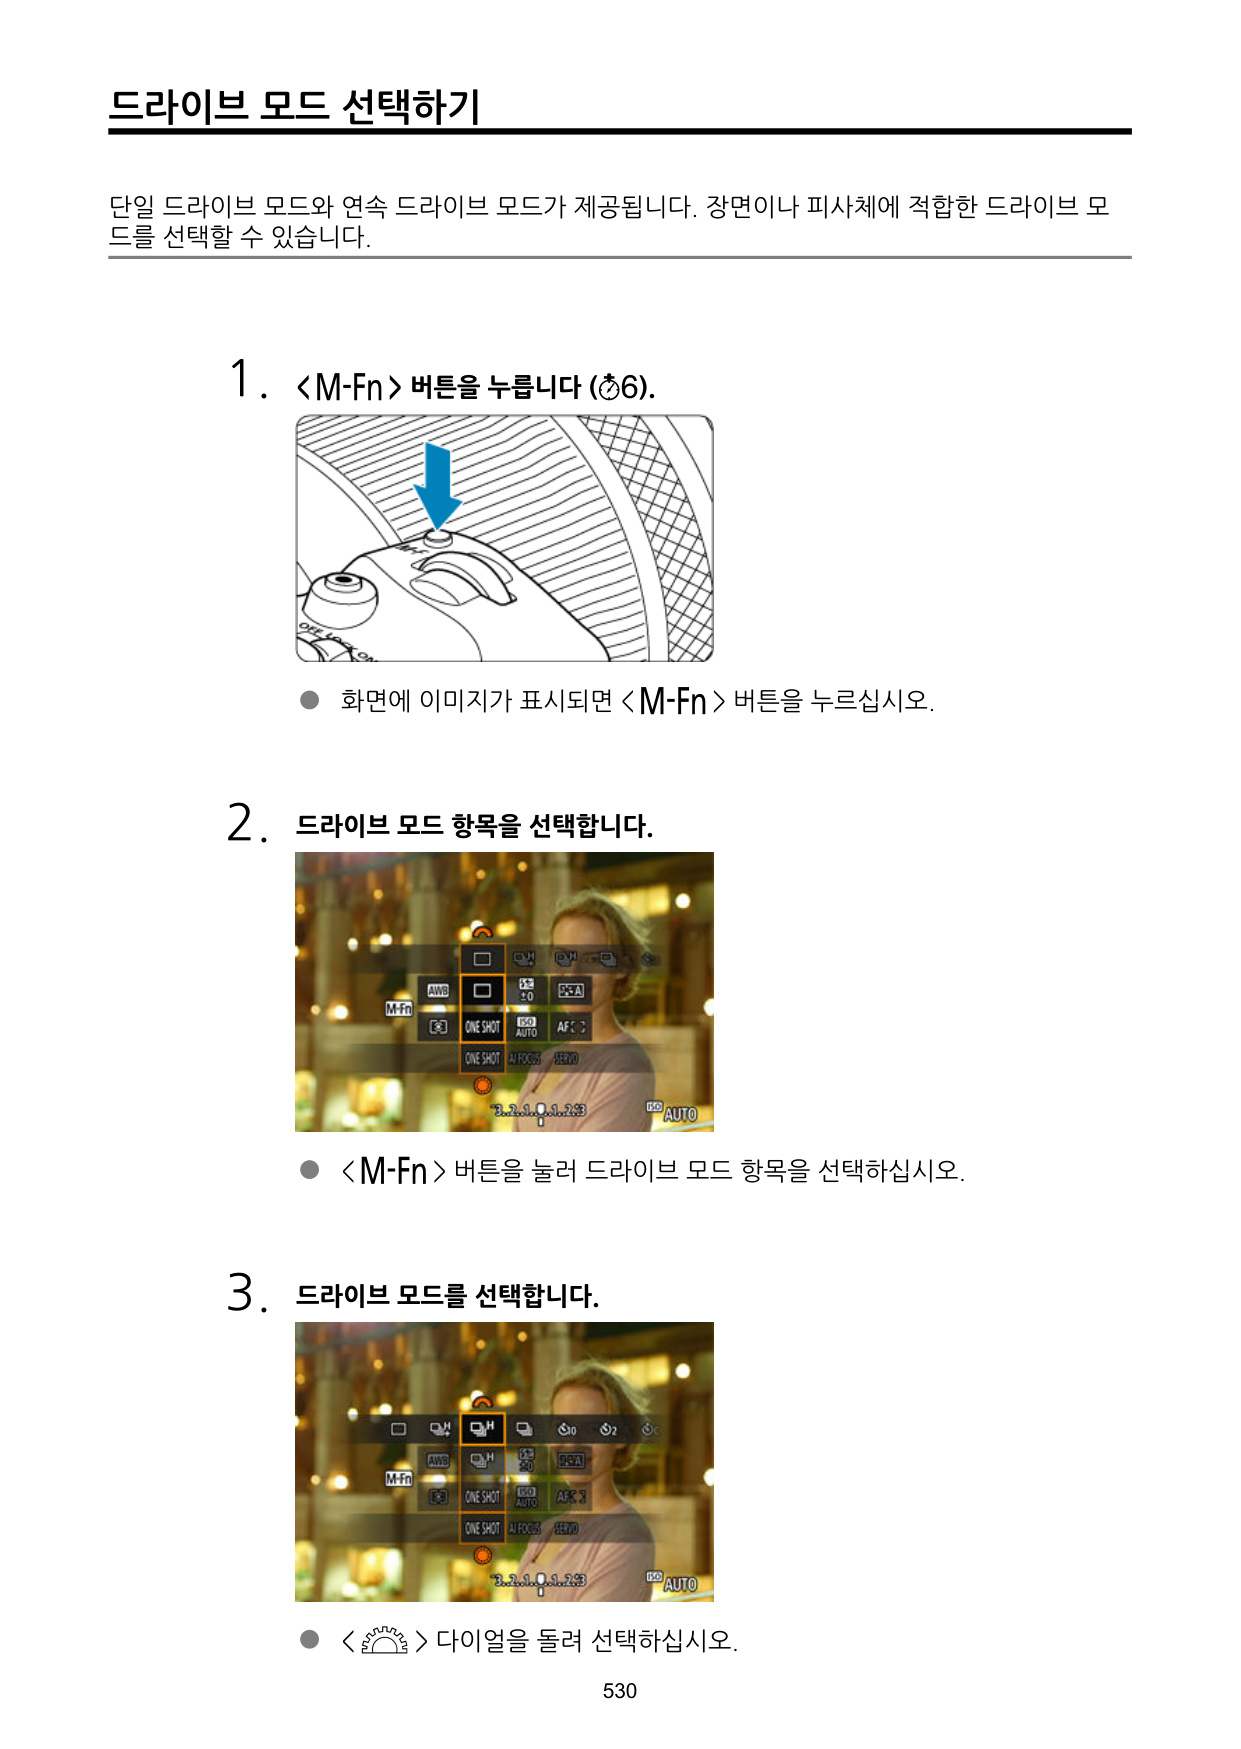 드라이브 모드 선택하기
단일 드라이브 모드와 연속 드라이브 모드가 제공됩니다. 장면이나 피사체에 적합한 드라이브 모
드를 선택할 수 있습니다.
1. <M-Fn> 버튼을 누릅니다 (6).
M-F
OFF LOCK ON
● 화면에 이미지가 표시되면 <M-Fn> 버튼을 누르십시오.
2. 드라이브 모드 항목을 선택합니다.
H H
AWB ±0 A
M-Fn
ONE SHOT ISO AUTO AF
ONE SHOT AI FOCUS SERVO
3..2..1..0..1..2..3 ISO AUTO
● <M-Fn> 버튼을 눌러 드라이브 모드 항목을 선택하십시오.
3. 드라이브 모드를 선택합니다.
H H 10 2 C
AWB H ±0 A
M-Fn
ONE SHOT ISO AUTO AF
ONE SHOT AI FOCUS SERVO
3..2..1..0..1..2..3 ISO AUTO
● < > 다이얼을 돌려 선택하십시오.
530